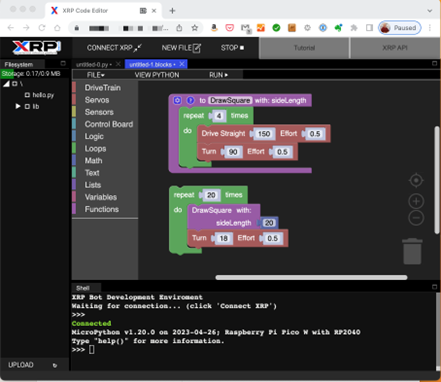 XRP Code Editor
Paused
XRP
CONNECT XRP
NEW FILE
STOP
Tutorial
XRP API
Filesystem
untitled-0.py
untitled-1.blocks
Storage: 0.17/0.9 MB
FILE
VIEW PYTHON
RUN
\
hello.py
lib
DriveTrain
Servos
Sensors
Control Board
Logic
Loops
Math
Text
Lists
Variables
Functions
to DrawSquare with: sideLength
repeat 4 times
do Drive Straight 150 Effort 0.5
Turn 90 Effort 0.5
repeat 20 times
do DrawSquare with:
sideLength 20
Turn 18 Effort 0.5
Shell
XRP Bot Development Enviroment
Waiting for connection... (click 'Connect XRP')
>>>
Connected
MicroPython v1.20.0 on 2023-04-26; Raspberry Pi Pico W with RP2040
Type "help()" for more information.
>>>
UPLOAD